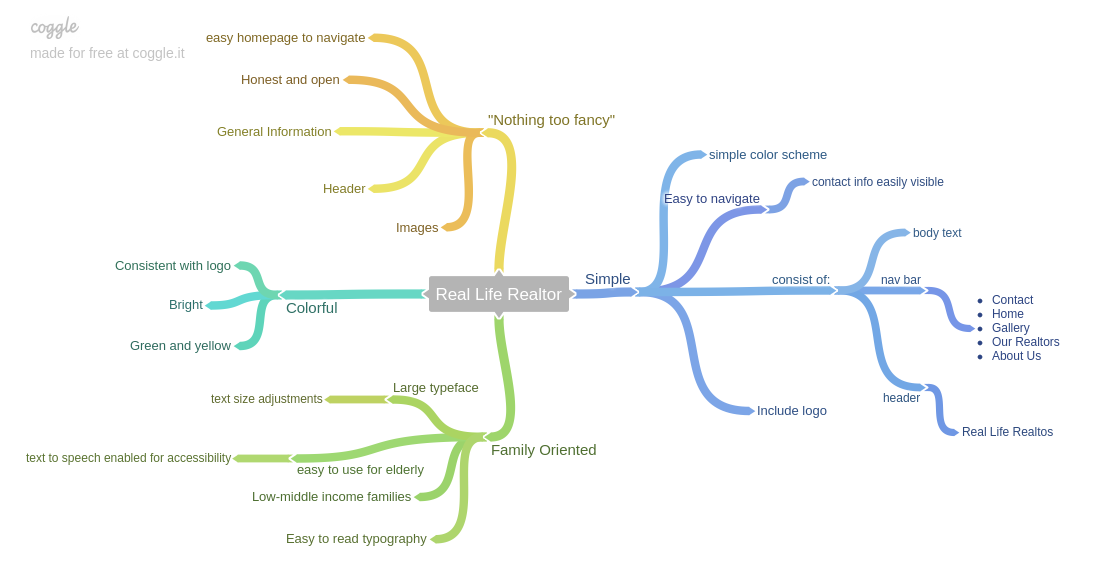 coggle
made for free at coggle.it
easy homepage to navigate
Honest and open
General Information
Header
Images
"Nothing too fancy"
Consistent with logo
Bright
Green and yellow
Colorful
Real Life Realtor
Simple
simple color scheme
Easy to navigate
contact info easily visible
consist of:
body text
nav bar
• Contact
• Home
• Gallery
• Our Realtors
• About Us
header
Real Life Realtos
Include logo
Large typeface
text size adjustments
Family Oriented
text to speech enabled for accessibility
easy to use for elderly
Low-middle income families
Easy to read typography